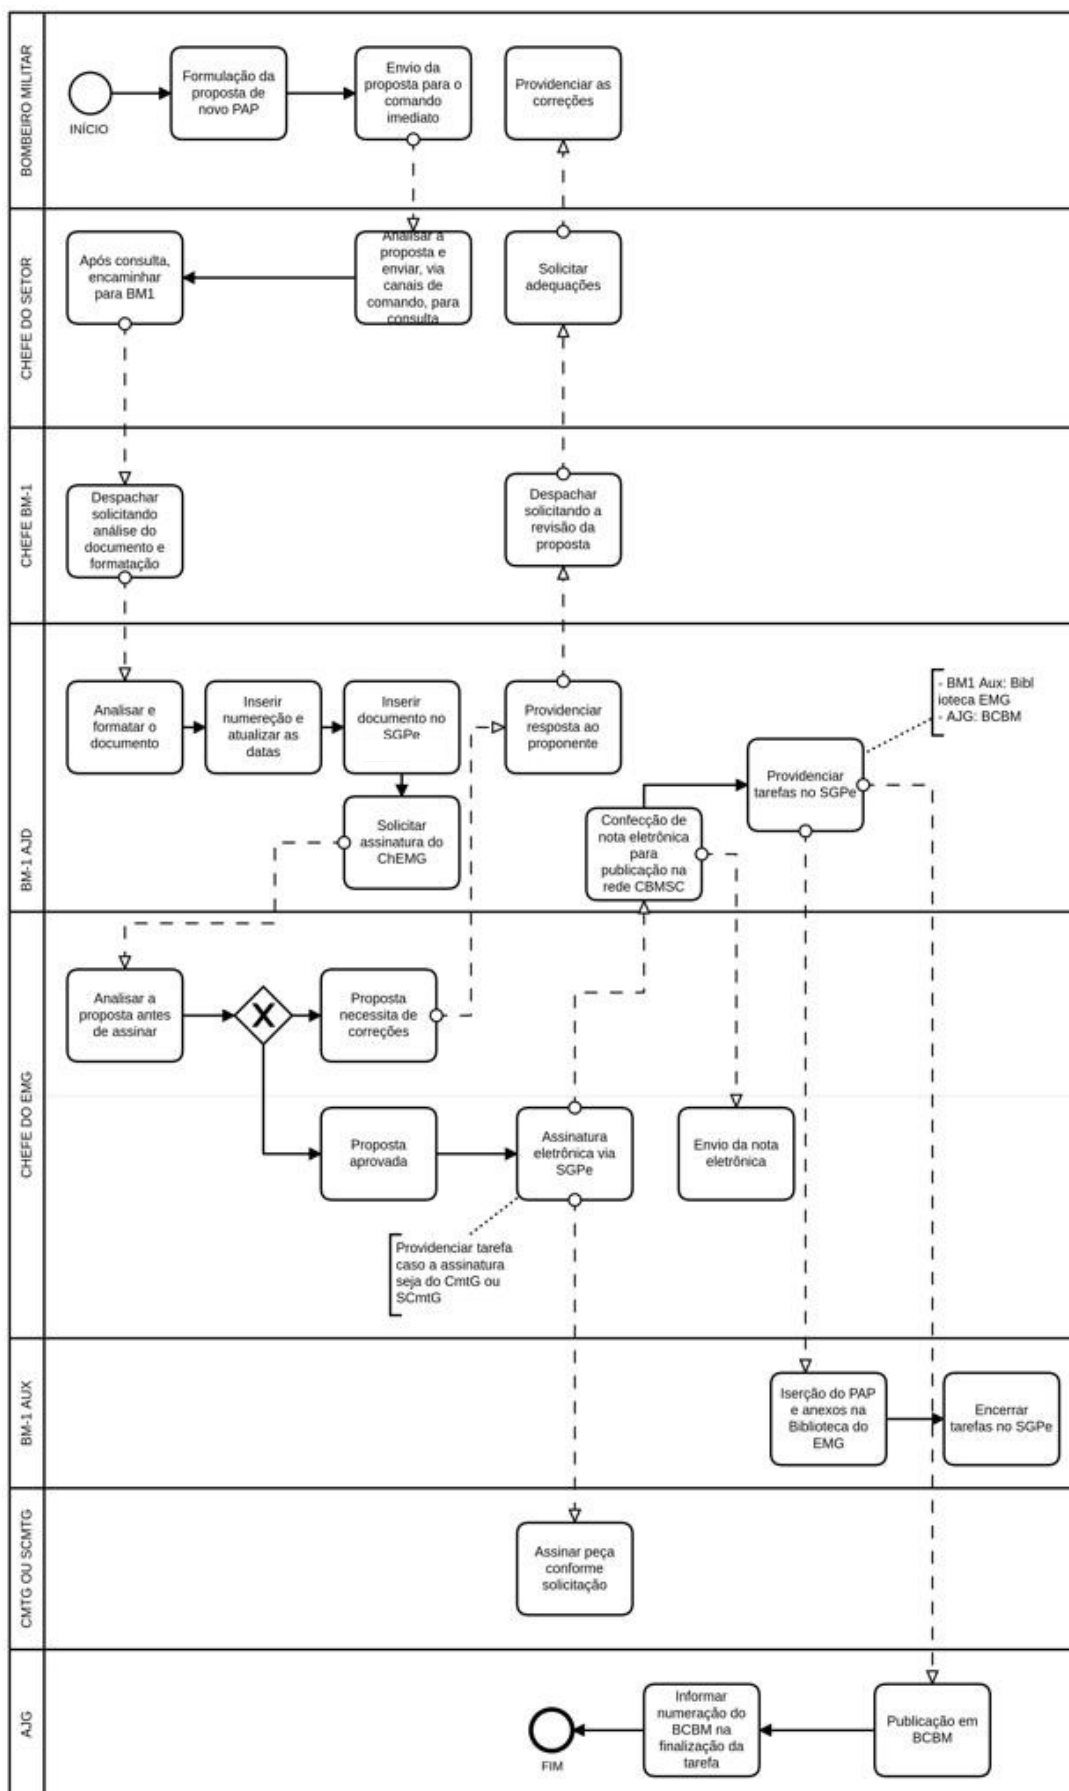 BOMBEIRO MILITAR
INÍCIO
Formulação da
proposta de
novo PAP
Envio da
proposta para o
comando
imediato
Providenciar as
correções
CHEFE DO SETOR
Após consulta,
encaminhar
para BM1
Analisar a
proposta e
enviar, via
canais de
comando, para
consulta
Solicitar
adequações
CHEFE BM-1
Despachar
solicitando
análise do
documento e
formatação
Despachar
solicitando a
revisão da
proposta
BM-1 AJD
Analisar e
formatar o
documento
Inserir
numereção e
atualizar as
datas
Inserir
documento no
SGPe
Solicitar
assinatura do
ChEMG
Providenciar
resposta ao
proponente
Confecção de
nota eletrônica
para
publicação na
rede CBMSC
Providenciar
tarefas no SGPe
- BM1 Aux: Bibl
ioteca EMG
- AJG: BCBM
CHEFE DO EMG
Analisar a
proposta antes
de assinar
X
Proposta
necessita de
correções
Proposta
aprovada
Assinatura
eletrônica via
SGPe
Envio da nota
eletrônica
Providenciar tarefa
caso a assinatura
seja do CmtG ou
SCmtG
BM-1 AUX
Iserção do PAP
e anexos na
Biblioteca do
EMG
Encerrar
tarefas no SGPe
CMTG OU SCMTG
Assinar peça
conforme
solicitação
AJG
FIM
Informar
numeração do
BCBM na
finalização da
tarefa
Publicação em
BCBM